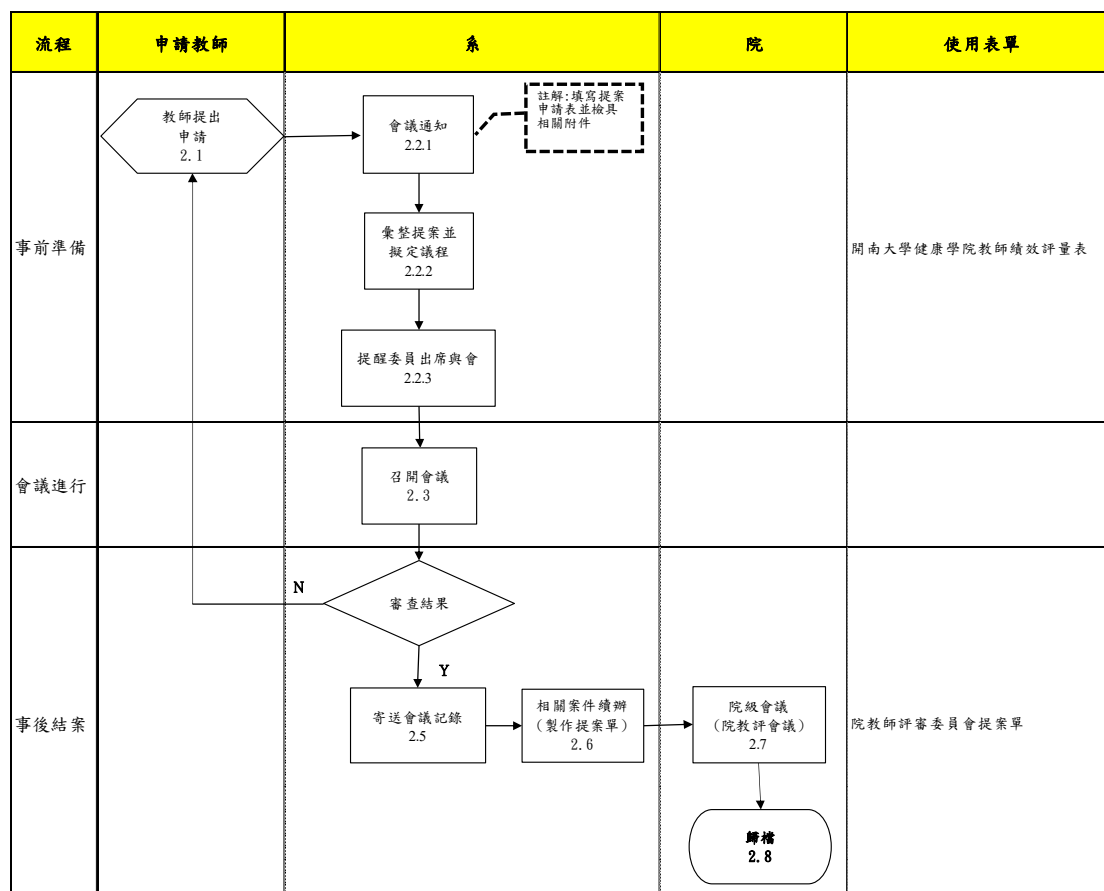 流程
申請教師
系
院
使用表單
教師提出
申請
2.1
會議通知
2.2.1
註解:填寫提案
申請表並檢具
相關附件
彙整提案並
擬定議程
2.2.2
事前準備
開南大學健康學院教師績效評量表
提醒委員出席與會
2.2.3
會議進行
召開會議
2.3
N
審查結果
Y
事後結案
寄送會議記錄
2.5
相關案件續辦
(製作提案單)
2.6
院級會議
(院教評會議)
2.7
院教師評審委員會提案單
歸檔
2.8